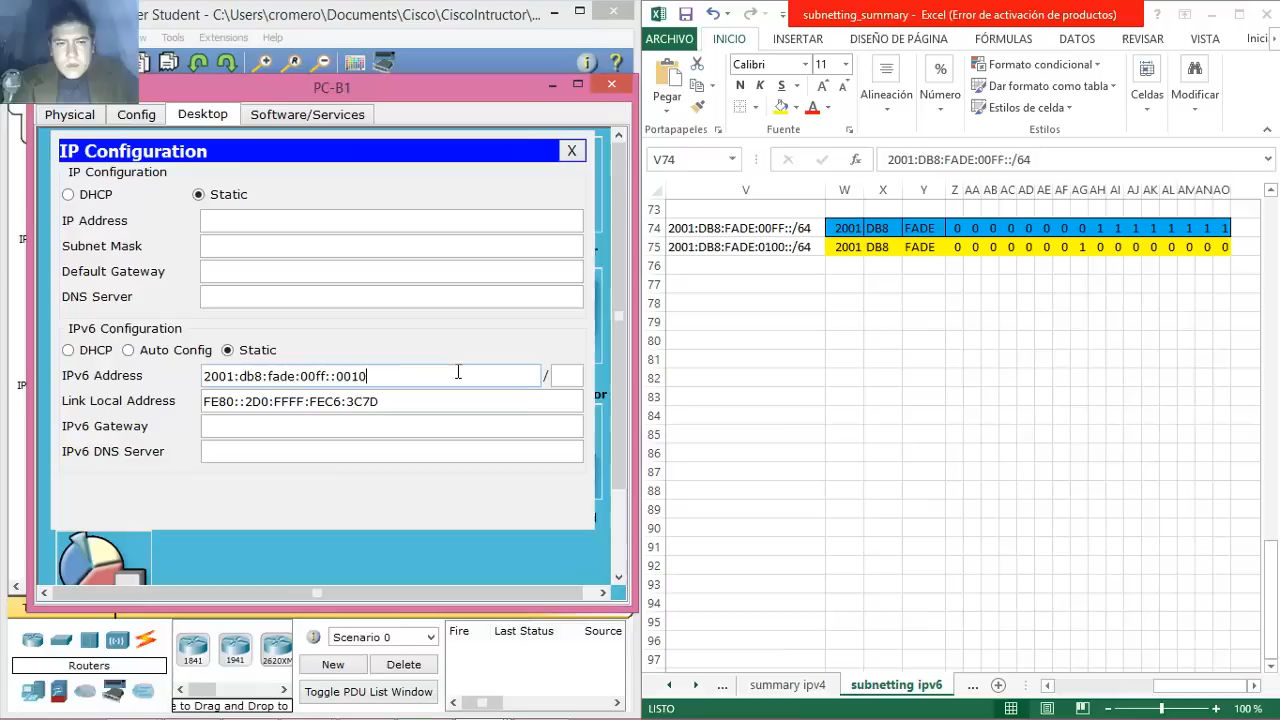 er Student - C:\Users\cromero\Documents\Cisco\CiscoIntructor\...
w Tools Extensions Help
PC-B1
Physical Config Desktop Software/Services
IP Configuration X
IP Configuration
DHCP Static
IP Address
Subnet Mask
Default Gateway
DNS Server
IPv6 Configuration
DHCP Auto Config Static
IPv6 Address 2001:db8:fade:00ff::0010 /
Link Local Address FE80::2D0:FFFF:FEC6:3C7D
IPv6 Gateway
IPv6 DNS Server
or
Routers
1841 1941 2620XM
e to Drag and Drop to
Scenario 0
New Delete
Toggle PDU List Window
Fire Last Status Source
subnetting_summary - Excel (Error de activación de productos)
ARCHIVO INICIO INSERTAR DISEÑO DE PÁGINA FÓRMULAS DATOS REVISAR VISTA Inici
Pegar
Portapapeles
Calibri 11
N K S
Fuente
Alineación
Número
Formato condicional
Dar formato como tabla
Estilos de celda
Estilos
Celdas
Modificar
V74 fx 2001:DB8:FADE:00FF::/64
V W X Y Z AA AB AC AD AE AF AG AH AI AJ AK AL AM AN AO
73
74 2001:DB8:FADE:00FF::/64 2001 DB8 FADE 0 0 0 0 0 0 0 0 1 1 1 1 1 1 1 1
75 2001:DB8:FADE:0100::/64 2001 DB8 FADE 0 0 0 0 0 0 0 1 0 0 0 0 0 0 0 0
76
77
78
79
80
81
82
83
84
85
86
87
88
89
90
91
92
93
94
95
96
97
... summary ipv4 subnetting ipv6 ...
LISTO 100 %